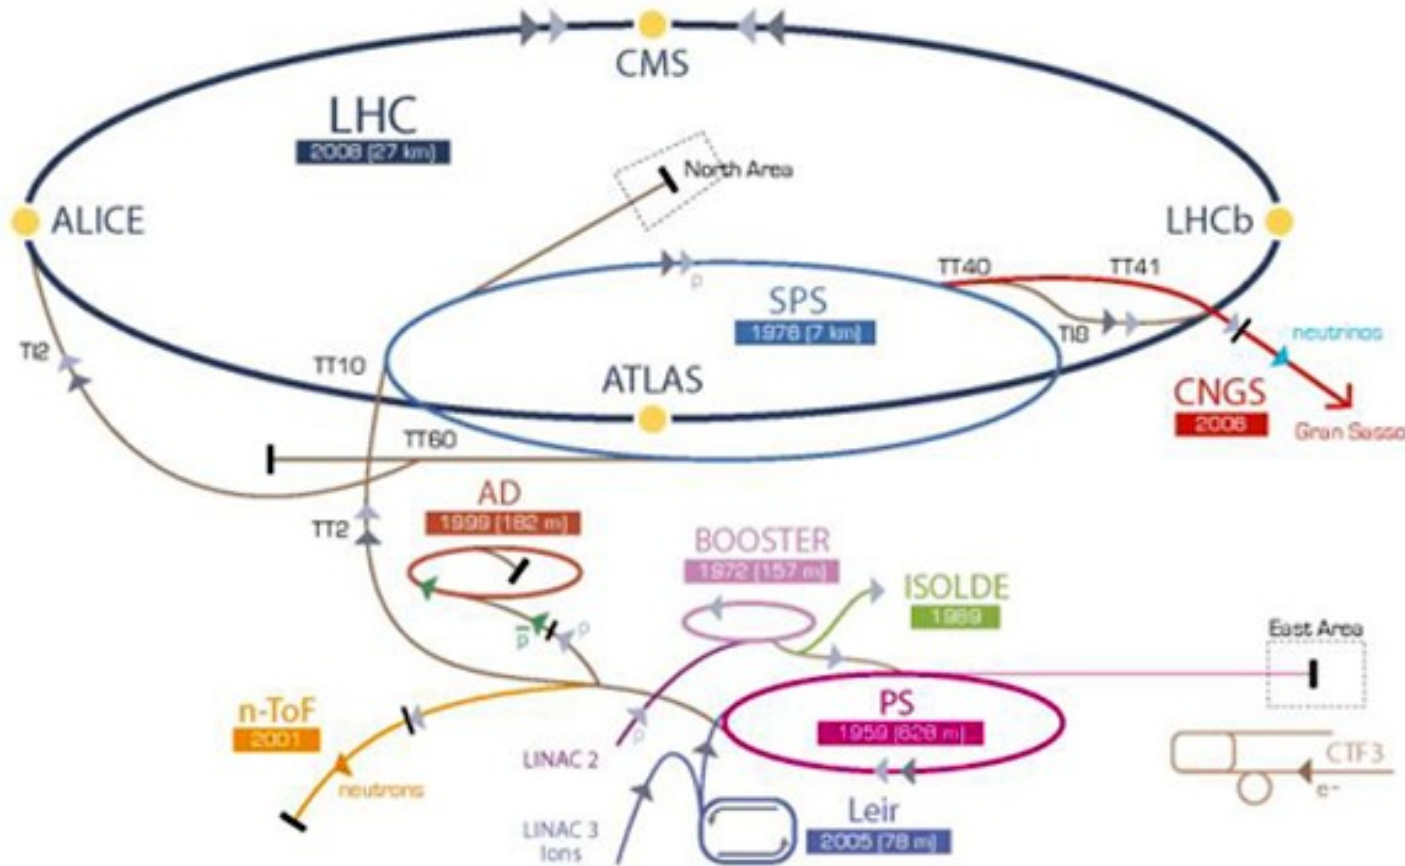 CMS
LHC
2008 (27 km)
North Area
ALICE
LHCb
TT40
TT41
SPS
1976 (7 km)
p
TI8
neutrinos
TI2
TT10
ATLAS
CNGS
2006
Gran Sasso
TT60
AD
1999 (182 m)
TT2
BOOSTER
1972 (157 m)
ISOLDE
1989
p
p
East Area
n-ToF
2001
PS
1959 (628 m)
p
LINAC 2
CTF3
neutrons
e-
Leir
2005 (78 m)
LINAC 3
Ions